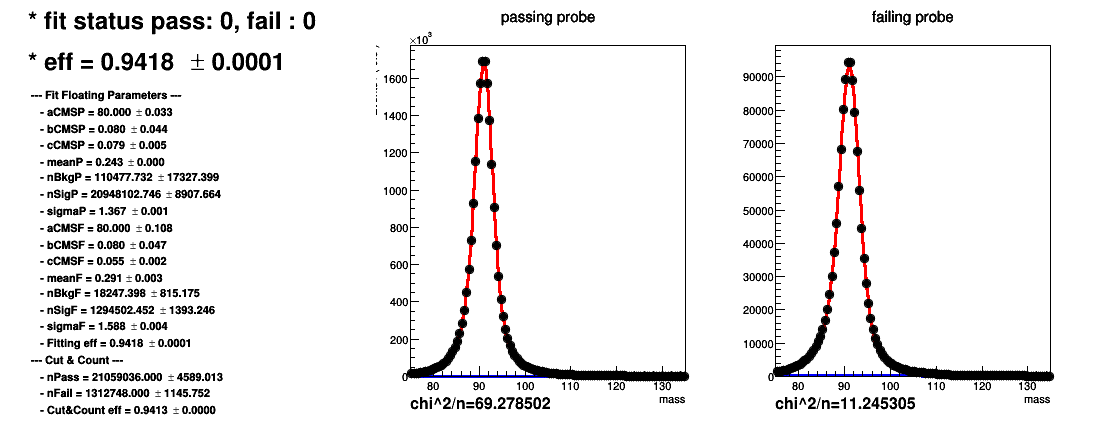 * fit status pass: 0, fail : 0
* eff = 0.9418 ± 0.0001
--- Fit Floating Parameters ---
- aCMSP = 80.000 ± 0.033
- bCMSP = 0.080 ± 0.044
- cCMSP = 0.079 ± 0.005
- meanP = 0.243 ± 0.000
- nBkgP = 110477.732 ± 17327.399
- nSigP = 20948102.746 ± 8907.664
- sigmaP = 1.367 ± 0.001
- aCMSF = 80.000 ± 0.108
- bCMSF = 0.080 ± 0.047
- cCMSF = 0.055 ± 0.002
- meanF = 0.291 ± 0.003
- nBkgF = 18247.398 ± 815.175
- nSigF = 1294502.452 ± 1393.246
- sigmaF = 1.588 ± 0.004
- Fitting eff = 0.9418 ± 0.0001
--- Cut & Count ---
- nPass = 21059036.000 ± 4589.013
- nFail = 1312748.000 ± 1145.752
- Cut&Count eff = 0.9413 ± 0.0000
passing probe
×10³
1600
1400
1200
1000
800
600
400
200
0
80 90 100 110 120 130
mass
chi^2/n=69.278502
failing probe
90000
80000
70000
60000
50000
40000
30000
20000
10000
0
80 90 100 110 120 130
mass
chi^2/n=11.245305